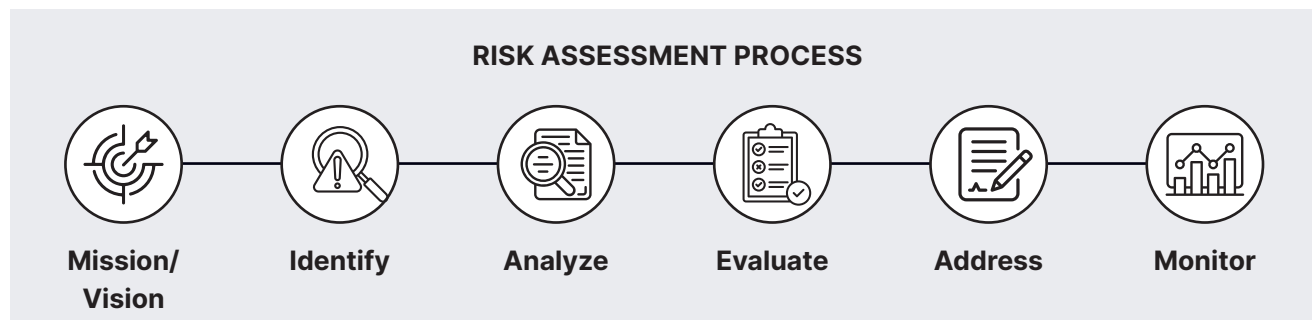 RISK ASSESSMENT PROCESS
Mission/
Vision
Identify
Analyze
Evaluate
Address
Monitor